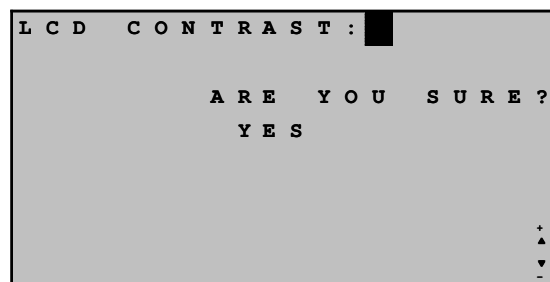 LCD CONTRAST:
ARE YOU SURE?
YES
+
-